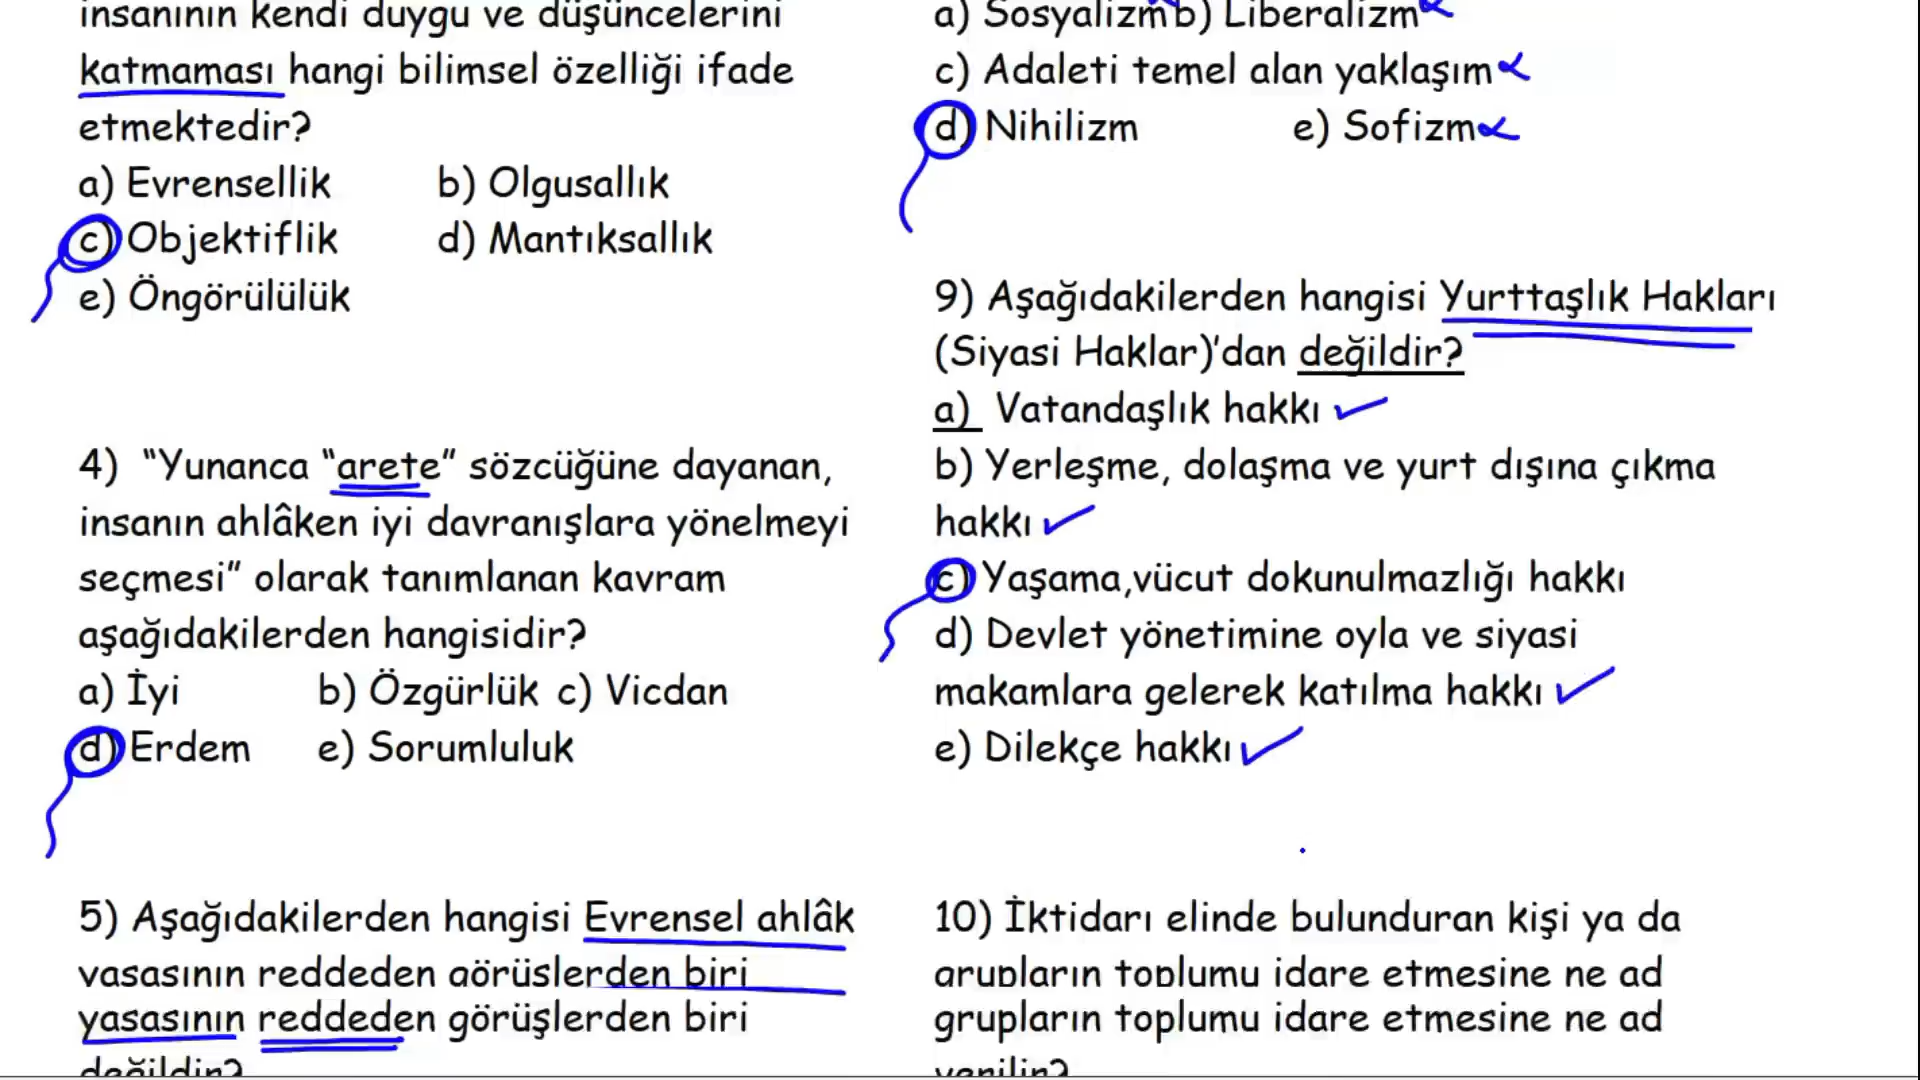 insanının kendi duygu ve düşüncelerini
katmaması hangi bilimsel özelliği ifade
etmektedir?
a) Evrensellik b) Olgusallık
c) Objektiflik d) Mantıksallık
e) Öngörülülük
4) “Yunanca “arete” sözcüğüne dayanan,
insanın ahlâken iyi davranışlara yönelmeyi
seçmesi” olarak tanımlanan kavram
aşağıdakilerden hangisidir?
a) İyi b) Özgürlük c) Vicdan
d) Erdem e) Sorumluluk
5) Aşağıdakilerden hangisi Evrensel ahlâk
yasasının reddeden görüşlerden biri
yasasının reddeden görüşlerden biri
değildir?
a) Sosyalizm b) Liberalizm
c) Adaleti temel alan yaklaşım
d) Nihilizm e) Sofizm
9) Aşağıdakilerden hangisi Yurttaşlık Hakları
(Siyasi Haklar)’dan değildir?
a) Vatandaşlık hakkı
b) Yerleşme, dolaşma ve yurt dışına çıkma
hakkı
c) Yaşama,vücut dokunulmazlığı hakkı
d) Devlet yönetimine oyla ve siyasi
makamlara gelerek katılma hakkı
e) Dilekçe hakkı
10) İktidarı elinde bulunduran kişi ya da
grupların toplumu idare etmesine ne ad
grupların toplumu idare etmesine ne ad
verilir?